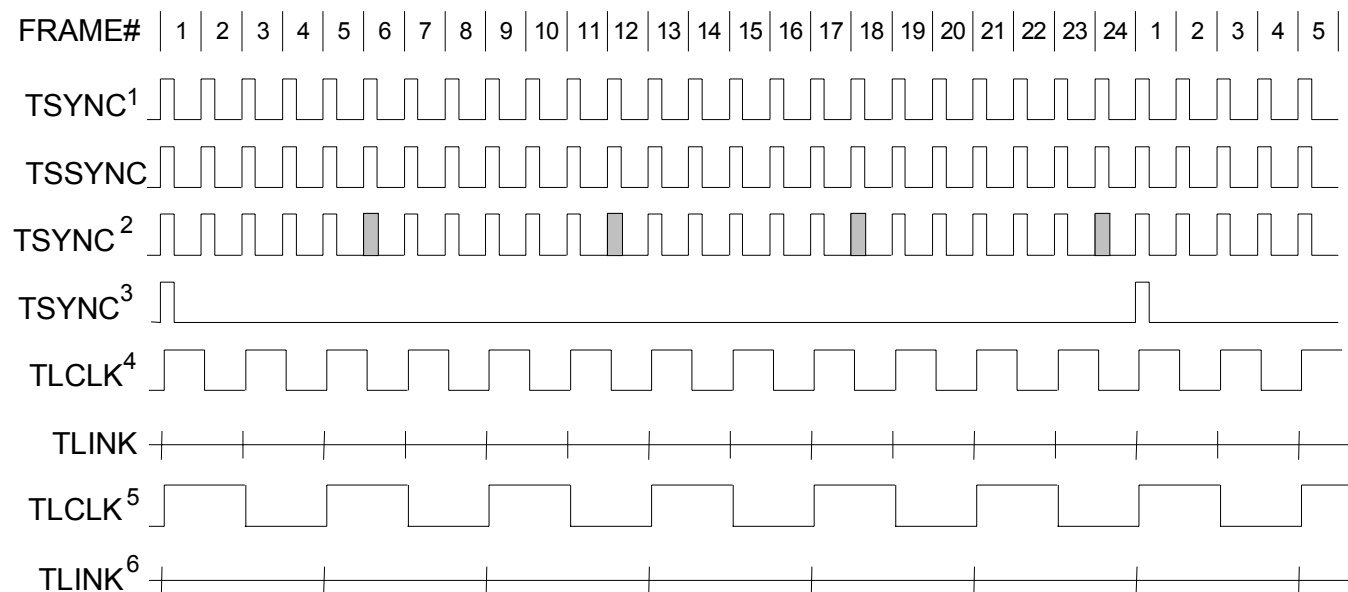 FRAME# 1 2 3 4 5 6 7 8 9 10 11 12 13 14 15 16 17 18 19 20 21 22 23 24 1 2 3 4 5
TSYNC¹
TSSYNC
TSYNC²
TSYNC³
TLCLK⁴
TLINK
TLCLK⁵
TLINK⁶